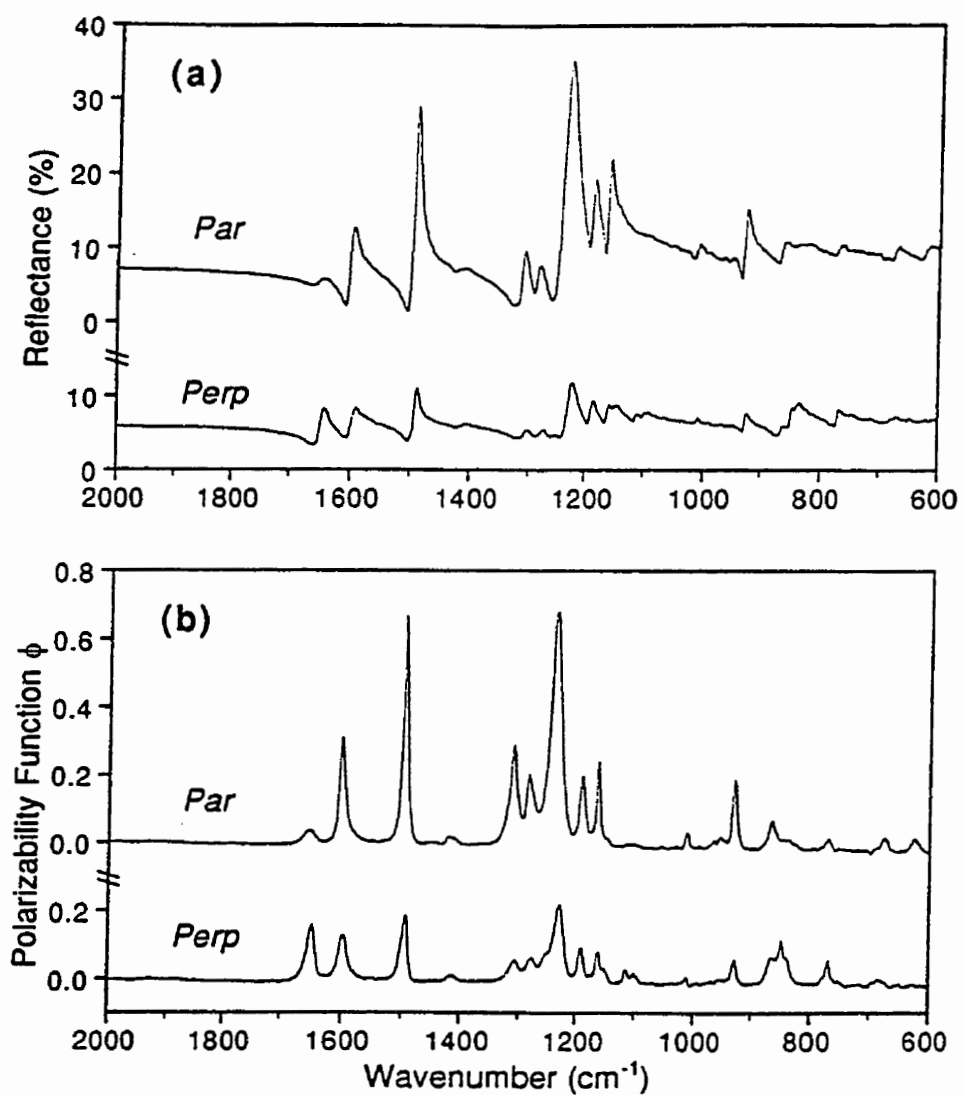 40
(a)
30
20
Par
10
0
Reflectance (%)
Perp
10
0
2000 1800 1600 1400 1200 1000 800 600
0.8
(b)
0.6
0.4
0.2
Par
0.0
Polarizability Function ϕ
0.2
Perp
0.0
2000 1800 1600 1400 1200 1000 800 600
Wavenumber (cm⁻¹)